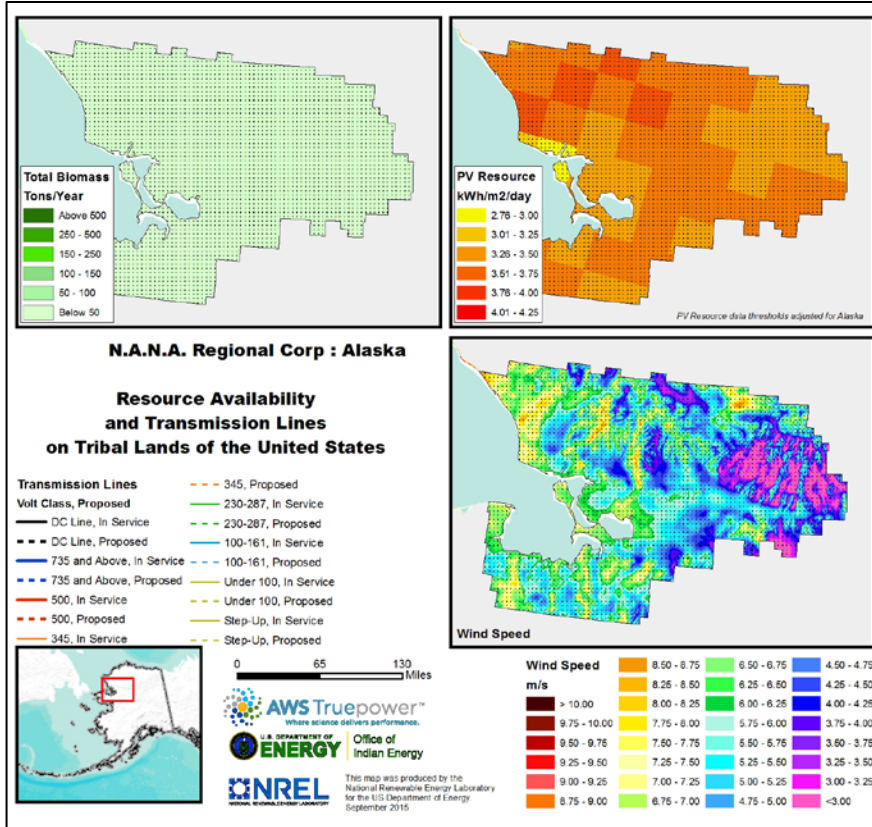 Total Biomass
Tons/Year
Above 500
250 - 500
150 - 250
100 - 150
50 - 100
Below 50
PV Resource
kWh/m2/day
2.76 - 3.00
3.01 - 3.25
3.26 - 3.50
3.51 - 3.75
3.76 - 4.00
4.01 - 4.25
PV Resource data thresholds adjusted for Alaska
N.A.N.A. Regional Corp : Alaska
Resource Availability
and Transmission Lines
on Tribal Lands of the United States
Transmission Lines
Volt Class, Proposed
DC Line, In Service
DC Line, Proposed
735 and Above, In Service
735 and Above, Proposed
500, In Service
500, Proposed
345, In Service
345, Proposed
230-287, In Service
230-287, Proposed
100-161, In Service
100-161, Proposed
Under 100, In Service
Under 100, Proposed
Step-Up, In Service
Step-Up, Proposed
Wind Speed
0 65 130
Miles
AWS Truepower™
Where science delivers performance.
U.S. DEPARTMENT OF
ENERGY
Office of
Indian Energy
NREL
NATIONAL RENEWABLE ENERGY LABORATORY
This map was produced by the
National Renewable Energy Laboratory
for the US Department of Energy.
September 2015
Wind Speed
m/s
> 10.00
9.75 - 10.00
9.50 - 9.75
9.25 - 9.50
9.00 - 9.25
8.75 - 9.00
8.50 - 8.75
8.25 - 8.50
8.00 - 8.25
7.75 - 8.00
7.50 - 7.75
7.25 - 7.50
7.00 - 7.25
6.75 - 7.00
6.50 - 6.75
6.25 - 6.50
6.00 - 6.25
5.75 - 6.00
5.50 - 5.75
5.25 - 5.50
5.00 - 5.25
4.75 - 5.00
4.50 - 4.75
4.25 - 4.50
4.00 - 4.25
3.75 - 4.00
3.50 - 3.75
3.25 - 3.50
3.00 - 3.25
<3.00